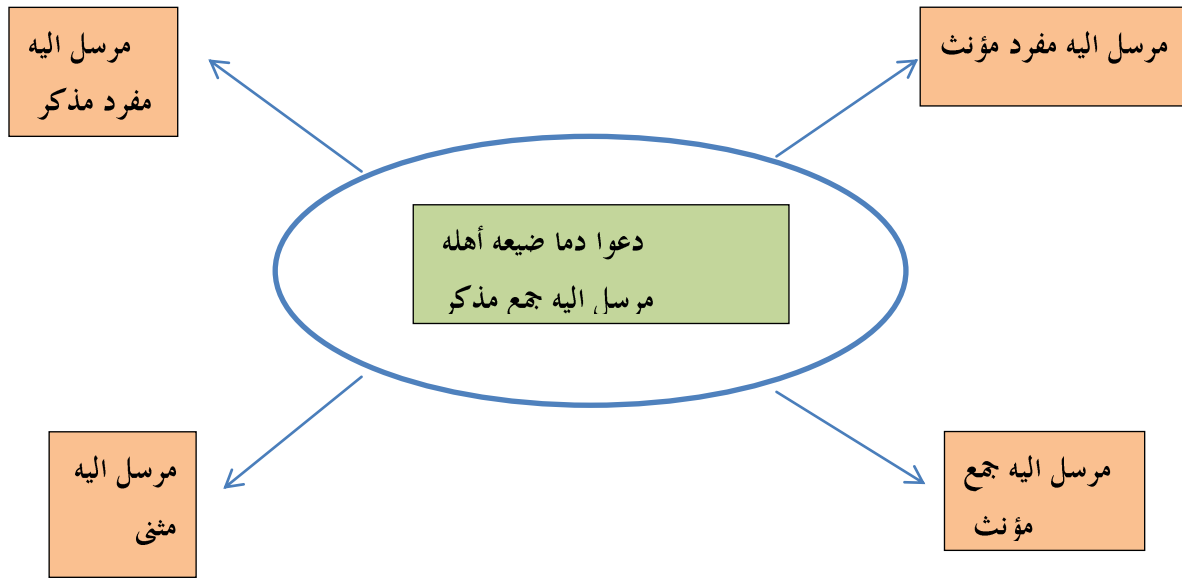 مرسل اليه مفرد مؤنث
مرسل اليه
مفرد مذكر
دعوا دما ضيعه أهله
مرسل اليه جمع مذكر
مرسل اليه جمع
مؤنث
مرسل اليه
مثنى